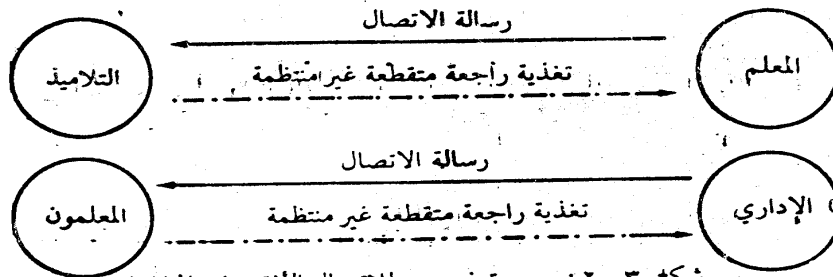 رسالة الاتصال
المعلم
التلاميذ
تغذية راجعة متقطعة غير منتظمة
رسالة الاتصال
الإداري
المعلمون
تغذية راجعة متقطعة غير منتظمة